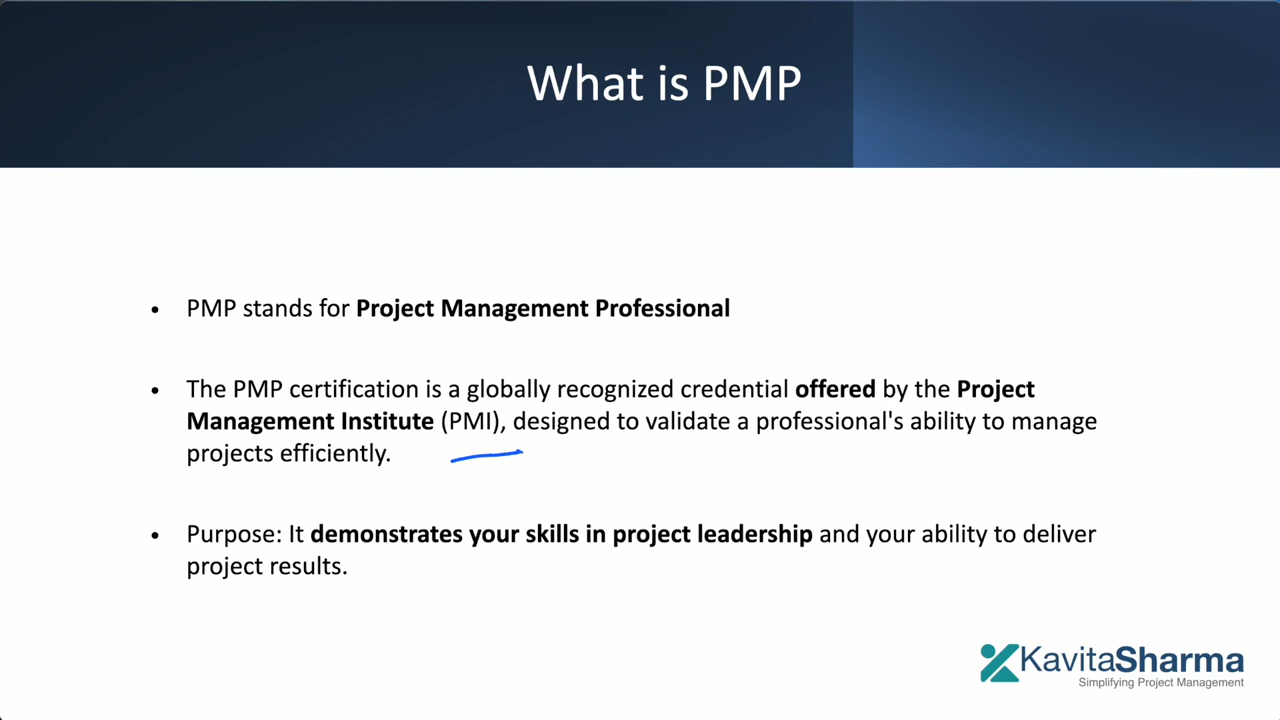 What is PMP
• PMP stands for Project Management Professional
• The PMP certification is a globally recognized credential offered by the Project
Management Institute (PMI), designed to validate a professional's ability to manage
projects efficiently.
• Purpose: It demonstrates your skills in project leadership and your ability to deliver
project results.
KavitaSharma
Simplifying Project Management